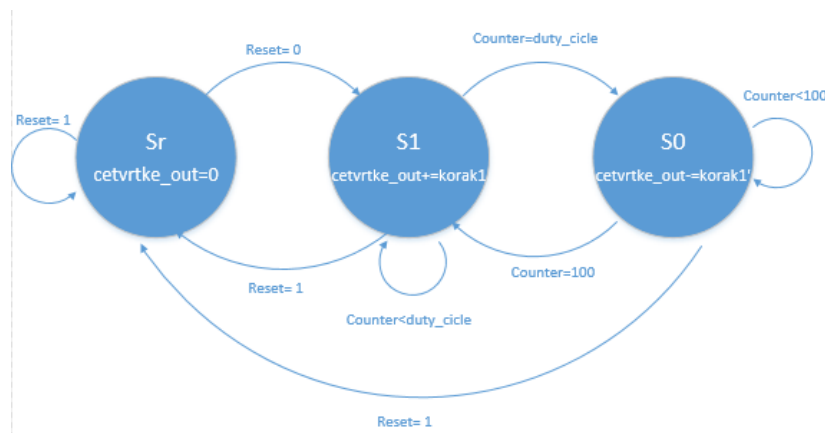 Reset= 0
Counter=duty_cicle
Counter<100
Reset= 1
Sr
cetvrtke_out=0
S1
cetvrtke_out+=korak1
S0
cetvrtke_out-=korak1'
Reset= 1
Counter=100
Counter<duty_cicle
Reset= 1